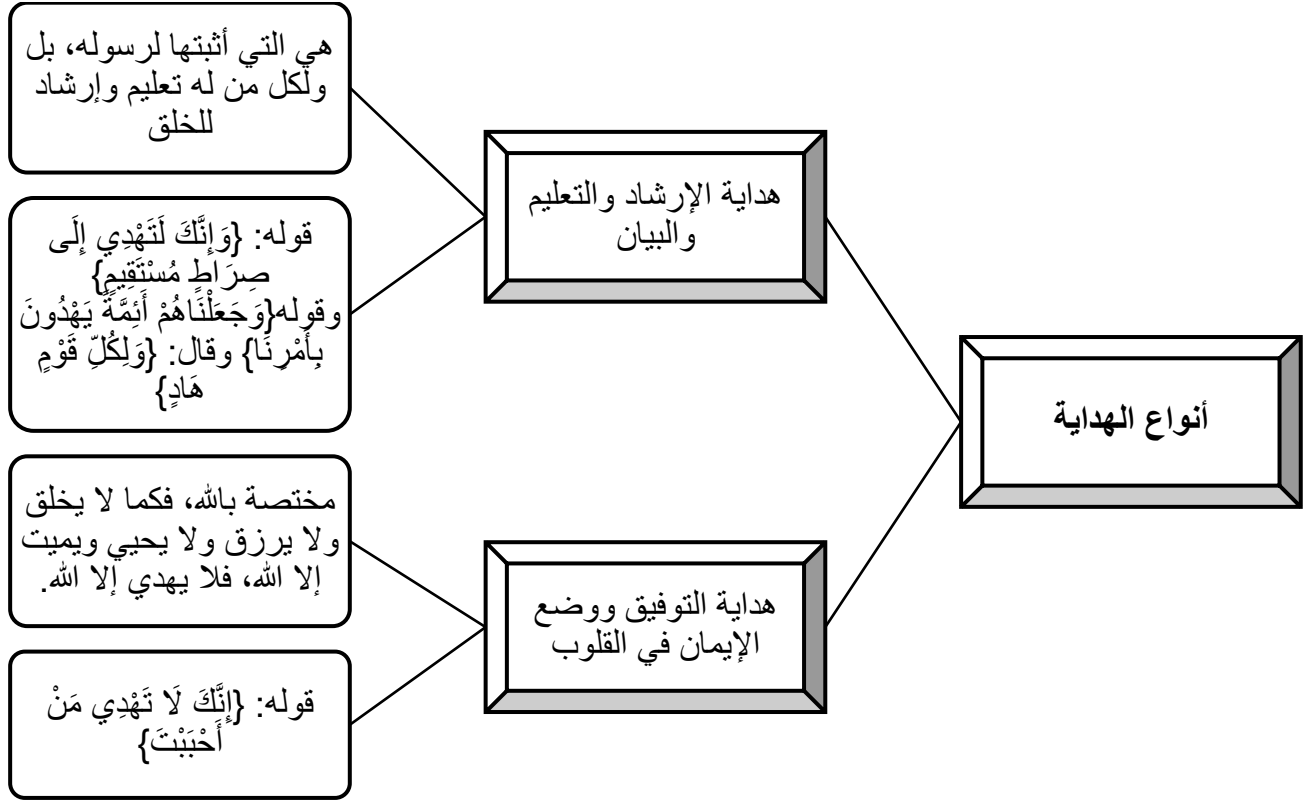 أنواع الهداية
هداية الإرشاد والتعليم
والبيان
هي التي أثبتها لرسوله، بل
ولكل من له تعليم وإرشاد
للخلق
قوله: {وَإِنَّكَ لَتَهْدِي إِلَى
صِرَاطٍ مُسْتَقِيمٍ}
وقوله{وَجَعَلْنَاهُمْ أَئِمَّةً يَهْدُونَ
بِأَمْرِنَا} وقال: {وَلِكُلِّ قَوْمٍ
هَادٍ}
هداية التوفيق ووضع
الإيمان في القلوب
مختصة بالله، فكما لا يخلق
ولا يرزق ولا يحيي ويميت
إلا الله، فلا يهدي إلا الله.
قوله: {إِنَّكَ لَا تَهْدِي مَنْ
أَحْبَبْتَ}